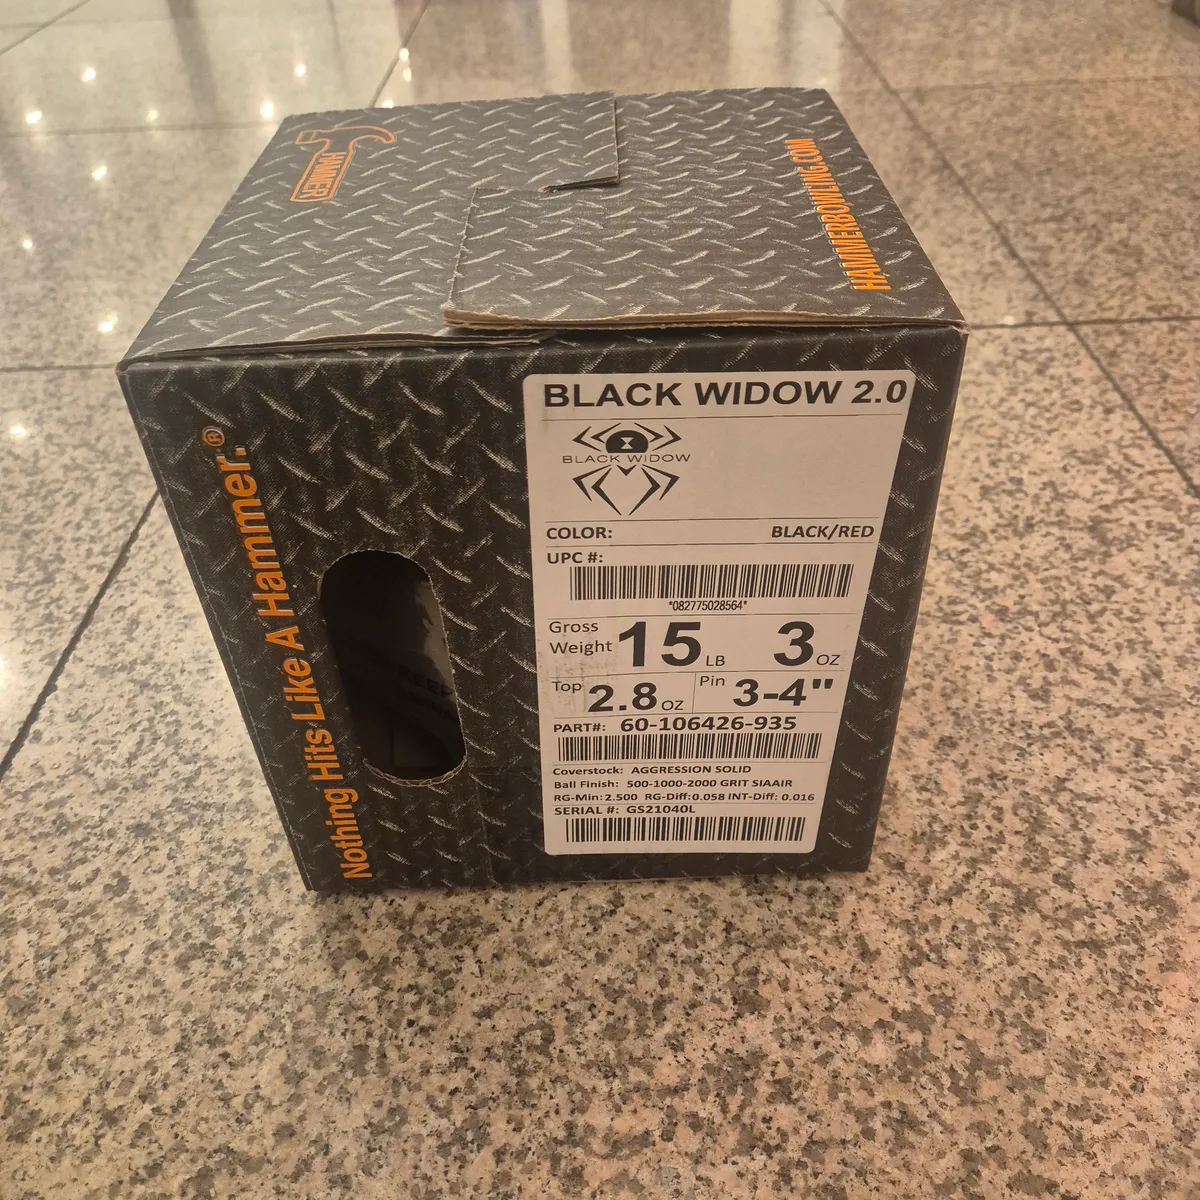 HAMMER
HAMMERBOWLING.COM
Nothing Hits Like A Hammer.®
KEEP
BLACK WIDOW 2.0
BLACK WIDOW
COLOR: BLACK/RED
UPC #:
*082775028564*
Gross Weight 15 LB 3 OZ
Top 2.8 OZ Pin 3-4"
PART#: 60-106426-935
Coverstock: AGGRESSION SOLID
Ball Finish: 500-1000-2000 GRIT SIAAIR
RG-Min: 2.500 RG-Diff: 0.058 INT-Diff: 0.016
SERIAL #: GS21040L